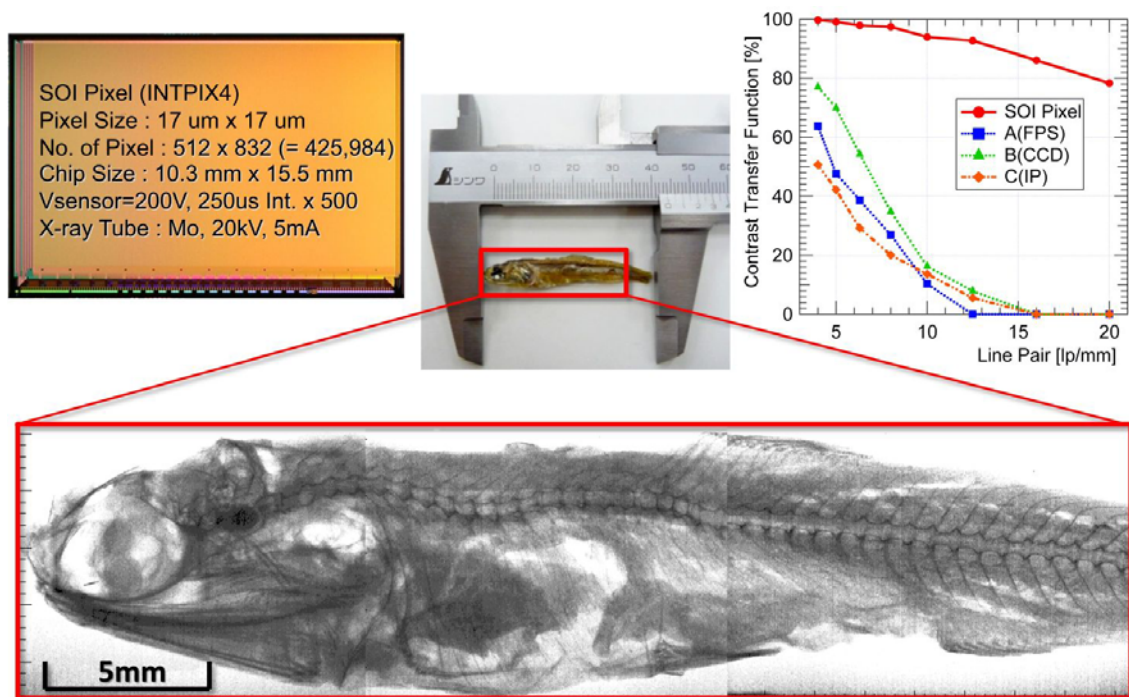 SOI Pixel (INTPIX4)
Pixel Size : 17 um x 17 um
No. of Pixel : 512 x 832 (= 425,984)
Chip Size : 10.3 mm x 15.5 mm
Vsensor=200V, 250us Int. x 500
X-ray Tube : Mo, 20kV, 5mA
シンワ
0 10 20 30 40 50 60
Contrast Transfer Function [%]
100
80
60
40
20
0
SOI Pixel
A(FPS)
B(CCD)
C(IP)
5 10 15 20
Line Pair [lp/mm]
5mm